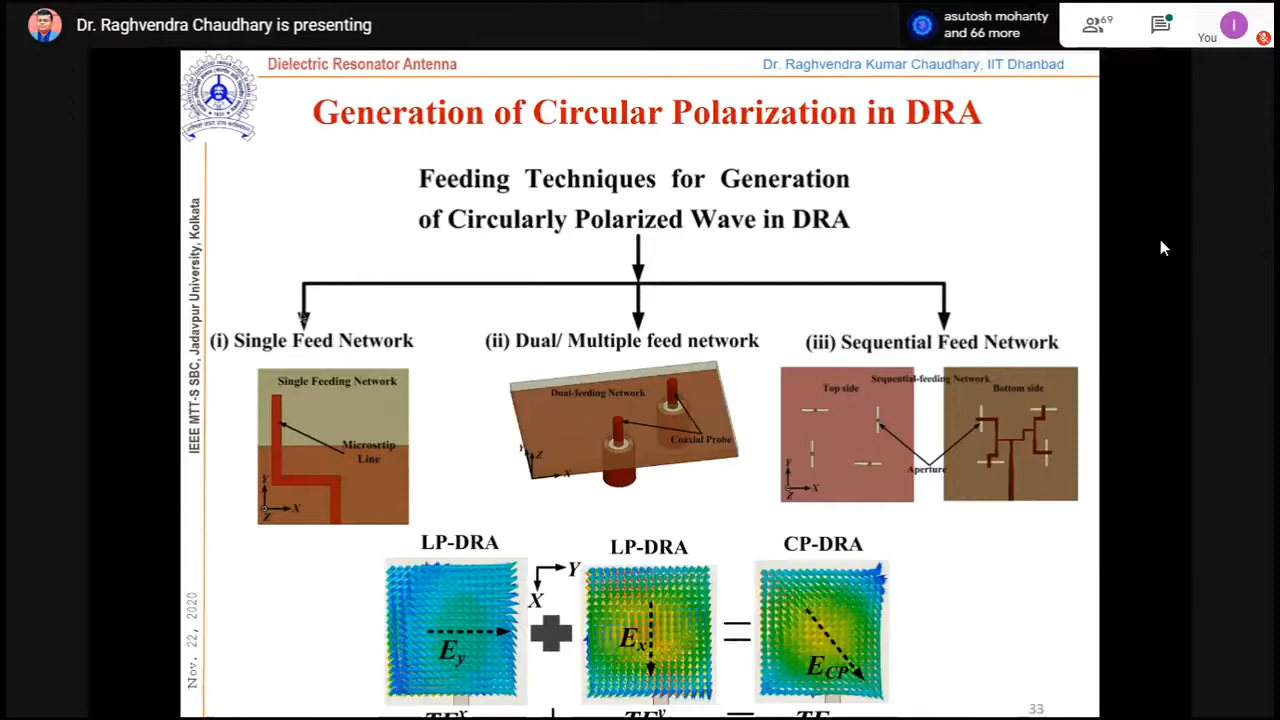 Dr. Raghvendra Chaudhary is presenting
asutosh mohanty
and 66 more
69
You
I
Dielectric Resonator Antenna
Dr. Raghvendra Kumar Chaudhary, IIT Dhanbad
Generation of Circular Polarization in DRA
Feeding Techniques for Generation
of Circularly Polarized Wave in DRA
(i) Single Feed Network
(ii) Dual/ Multiple feed network
(iii) Sequential Feed Network
Single Feeding Network
Microsrtip
Line
Y
X
Z
Dual-feeding Network
Coaxial Probe
Y
Z
X
Sequential-feeding Network
Top side
Bottom side
Aperture
Y
X
Z
IEEE MTT-S SBC, Jadavpur University, Kolkata
Nov. 22, 2020
LP-DRA
LP-DRA
CP-DRA
Y
X
Ey
+
Ex
=
ECP
33